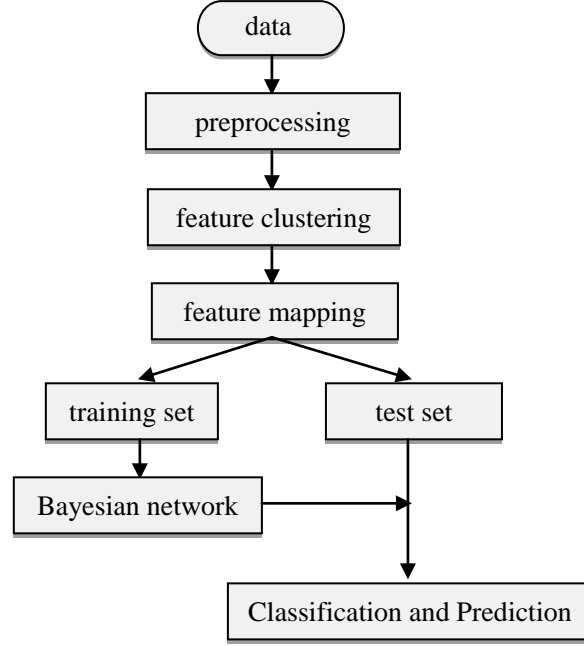 data
preprocessing
feature clustering
feature mapping
training set
test set
Bayesian network
Classification and Prediction